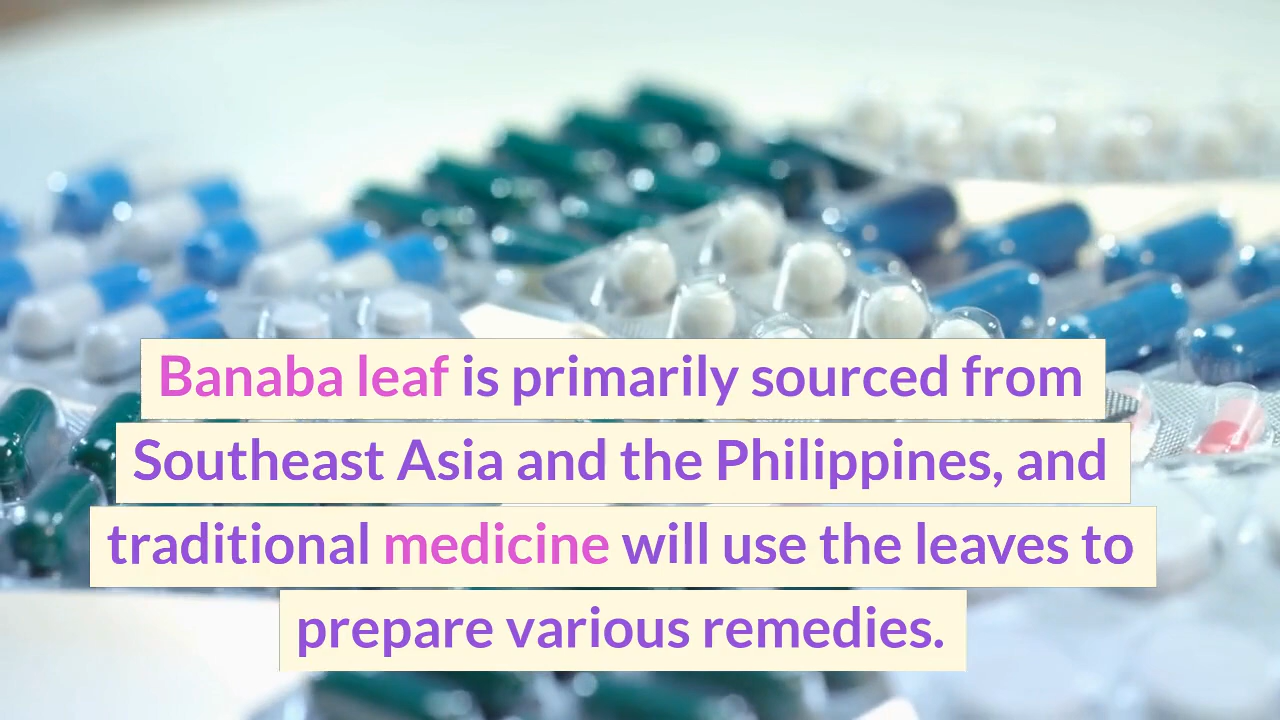 Banaba leaf is primarily sourced from
Southeast Asia and the Philippines, and
traditional medicine will use the leaves to
prepare various remedies.